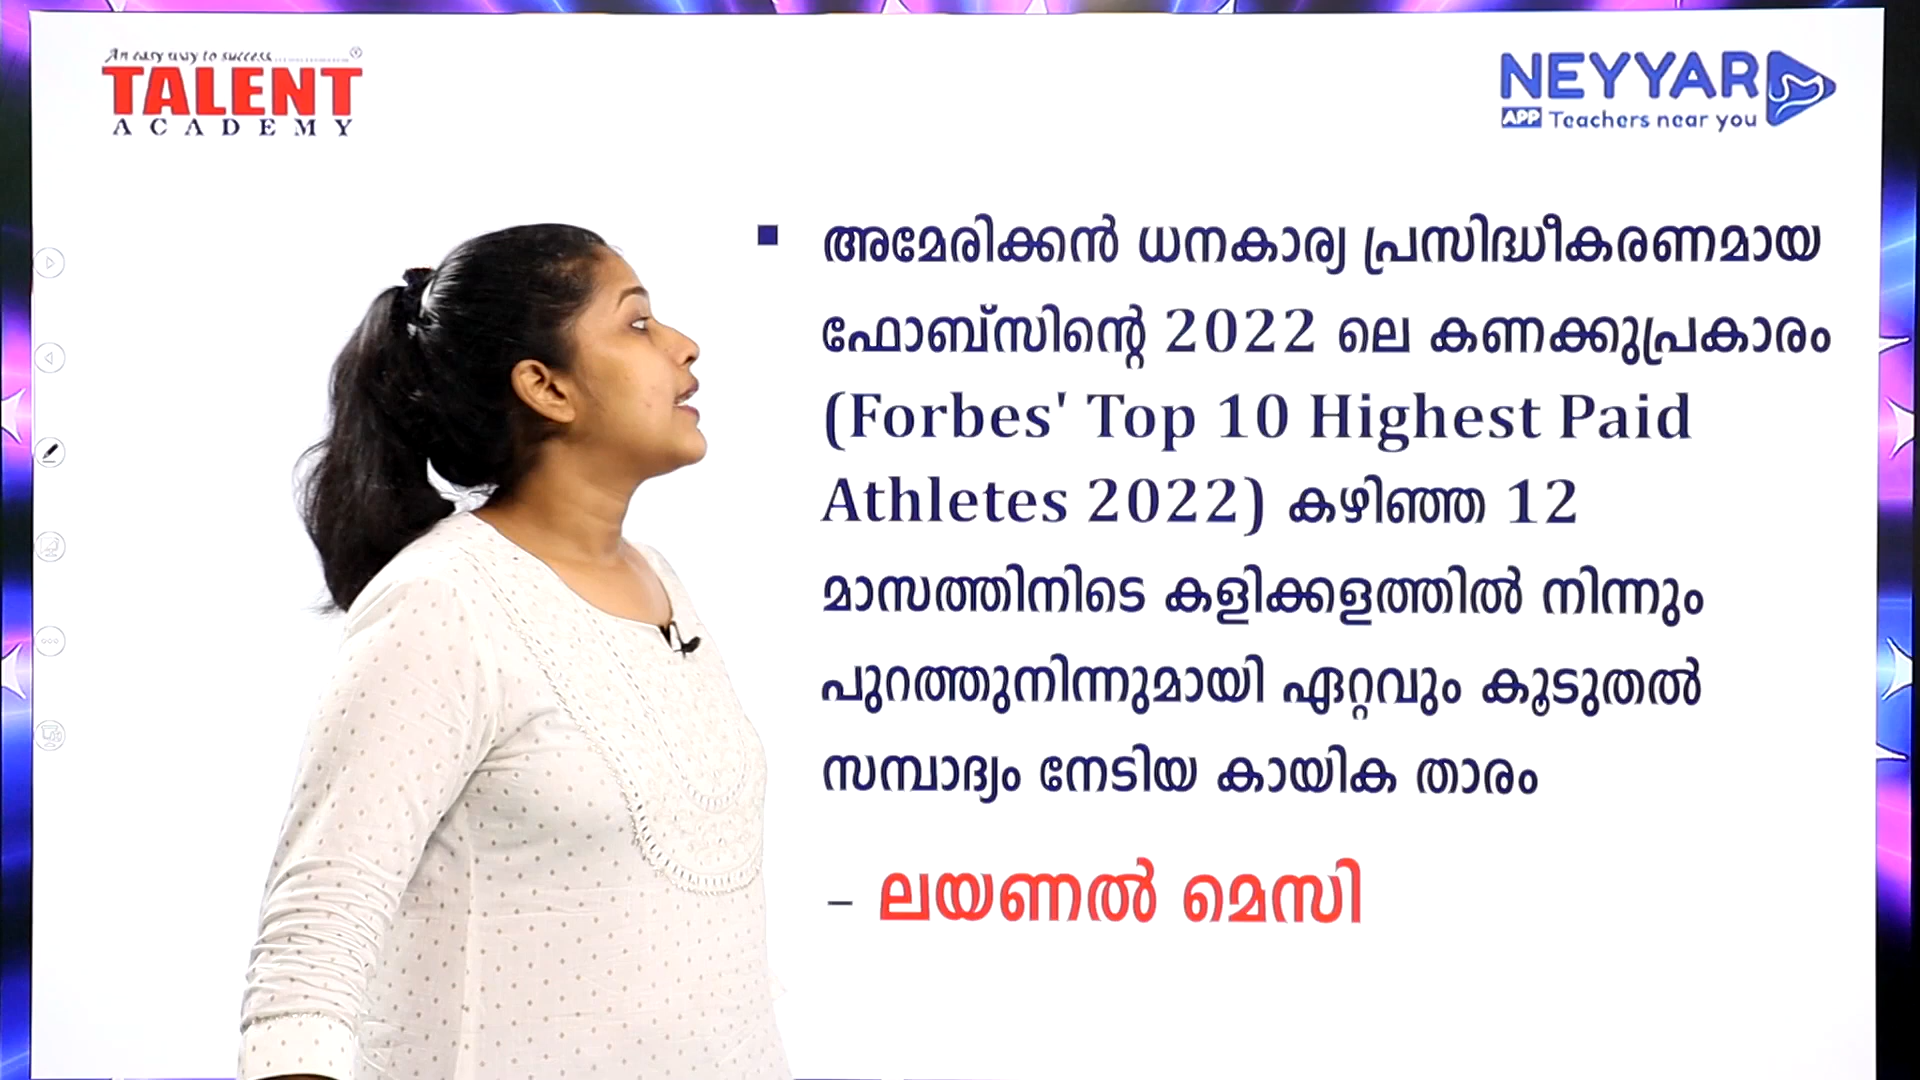 An easy way to success
TALENT
ACADEMY
NEYYAR
APP Teachers near you
▪ അമേരിക്കൻ ധനകാര്യ പ്രസിദ്ധീകരണമായ
ഫോബ്സിന്റെ 2022 ലെ കണക്കുപ്രകാരം
(Forbes' Top 10 Highest Paid
Athletes 2022) കഴിഞ്ഞ 12
മാസത്തിനിടെ കളിക്കളത്തിൽ നിന്നും
പുറത്തുനിന്നുമായി ഏറ്റവും കൂടുതൽ
സമ്പാദ്യം നേടിയ കായിക താരം
– ലയണൽ മെസി